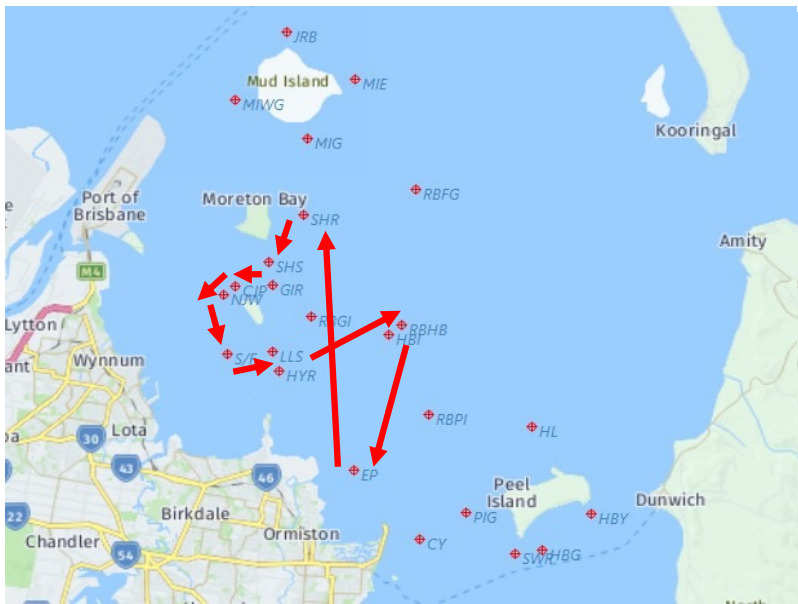 JRB
Mud Island
MIE
MIWG
Kooringal
MIG
RBFG
Port of
Brisbane
Moreton Bay
SHR
Amity
M4
SHS
GIR
CJP
NJW
RBGI
RBHB
HBI
Lytton
Wynnum
S/F
LLS
HYR
RBPI
HL
Lota
30
43
46
EP
Peel
Island
Dunwich
22
Birkdale
PIG
HBY
Ormiston
Chandler
54
CY
SWR
HBG